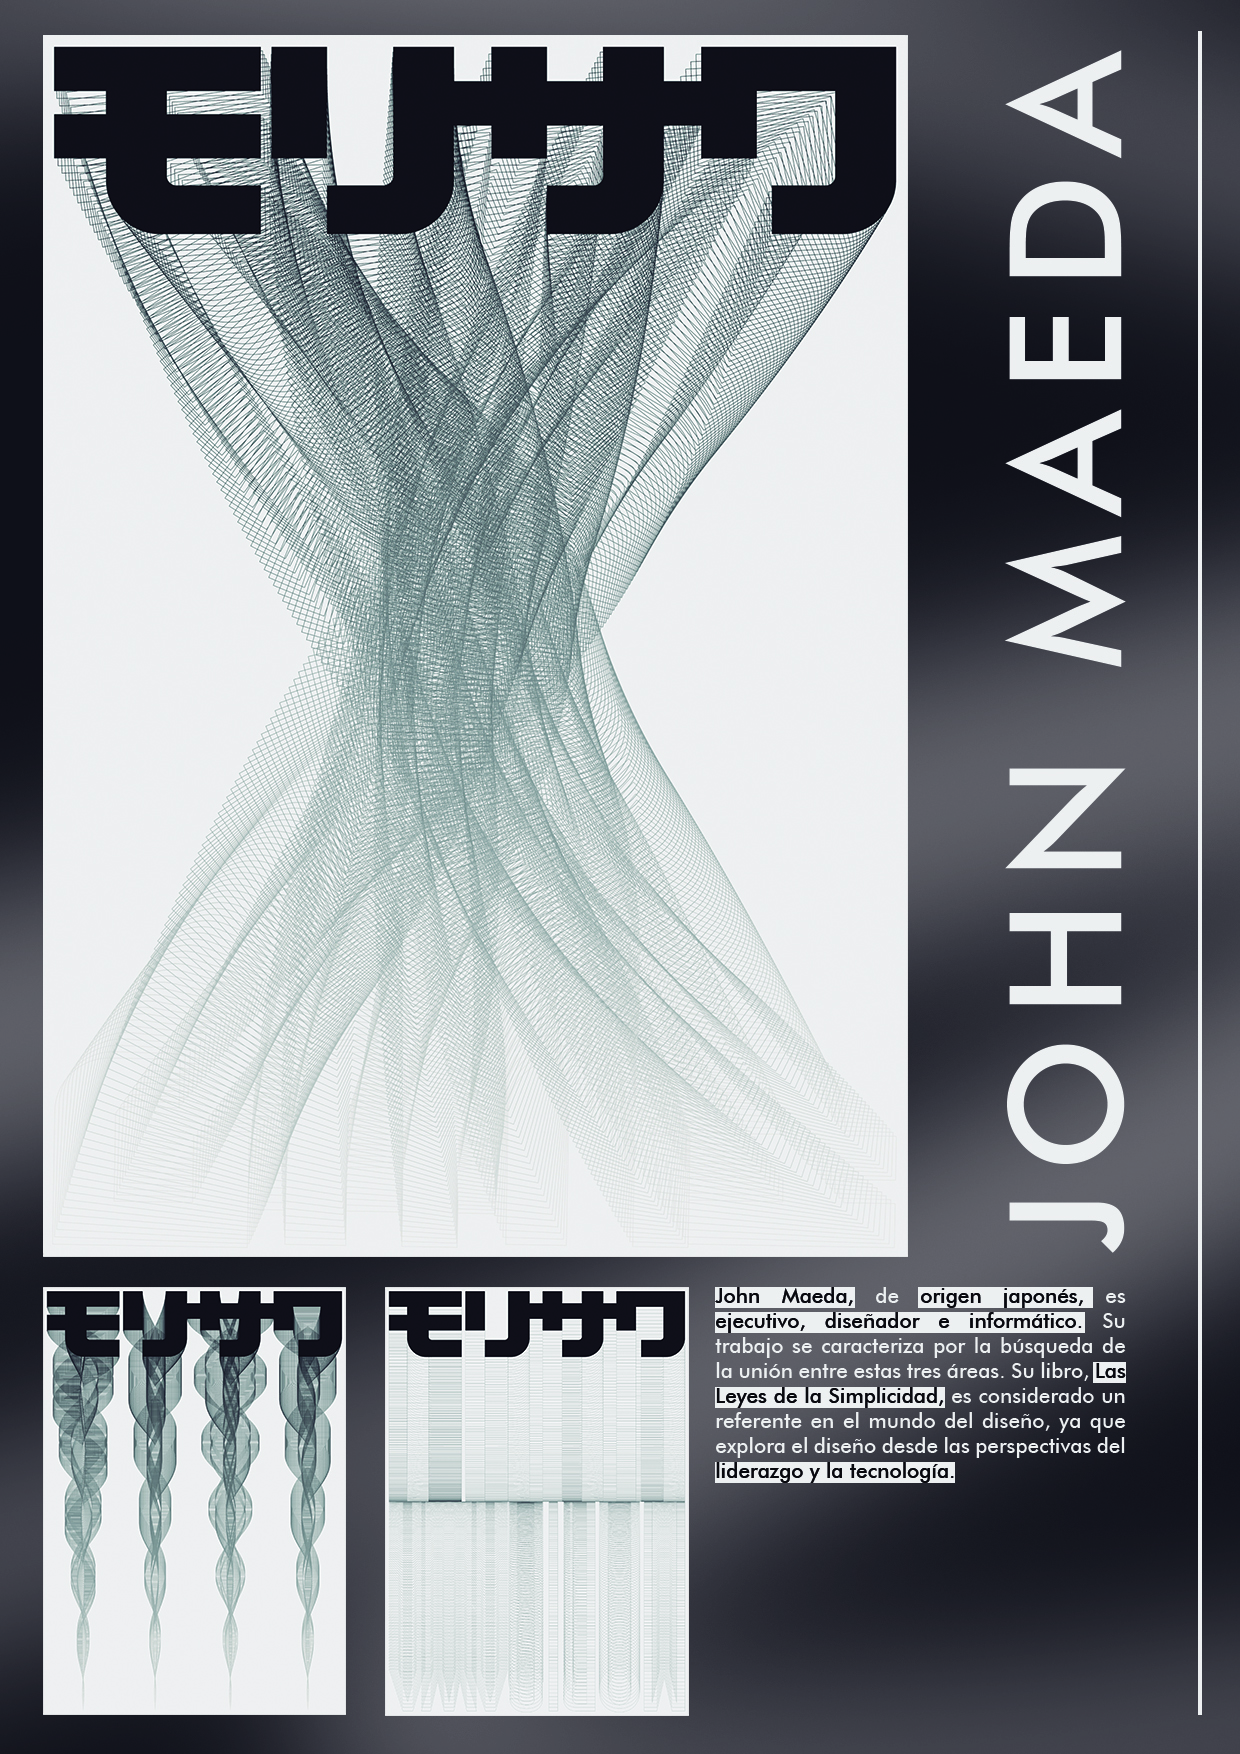 モリサワ
JOHN MAEDA
モリサワ
モリサワ
John Maeda, de origen japonés, es
ejecutivo, diseñador e informático. Su
trabajo se caracteriza por la búsqueda de
la unión entre estas tres áreas. Su libro, Las
Leyes de la Simplicidad, es considerado un
referente en el mundo del diseño, ya que
explora el diseño desde las perspectivas del
liderazgo y la tecnología.